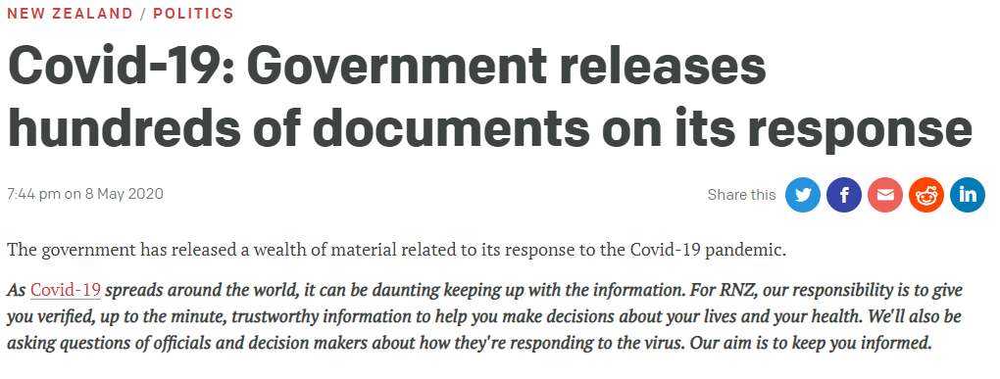 NEW ZEALAND / POLITICS
Covid-19: Government releases
hundreds of documents on its response
7:44 pm on 8 May 2020
Share this
f
in
The government has released a wealth of material related to its response to the Covid-19 pandemic.
As Covid-19 spreads around the world, it can be daunting keeping up with the information. For RNZ, our responsibility is to give
you verified, up to the minute, trustworthy information to help you make decisions about your lives and your health. We'll also be
asking questions of officials and decision makers about how they're responding to the virus. Our aim is to keep you informed.